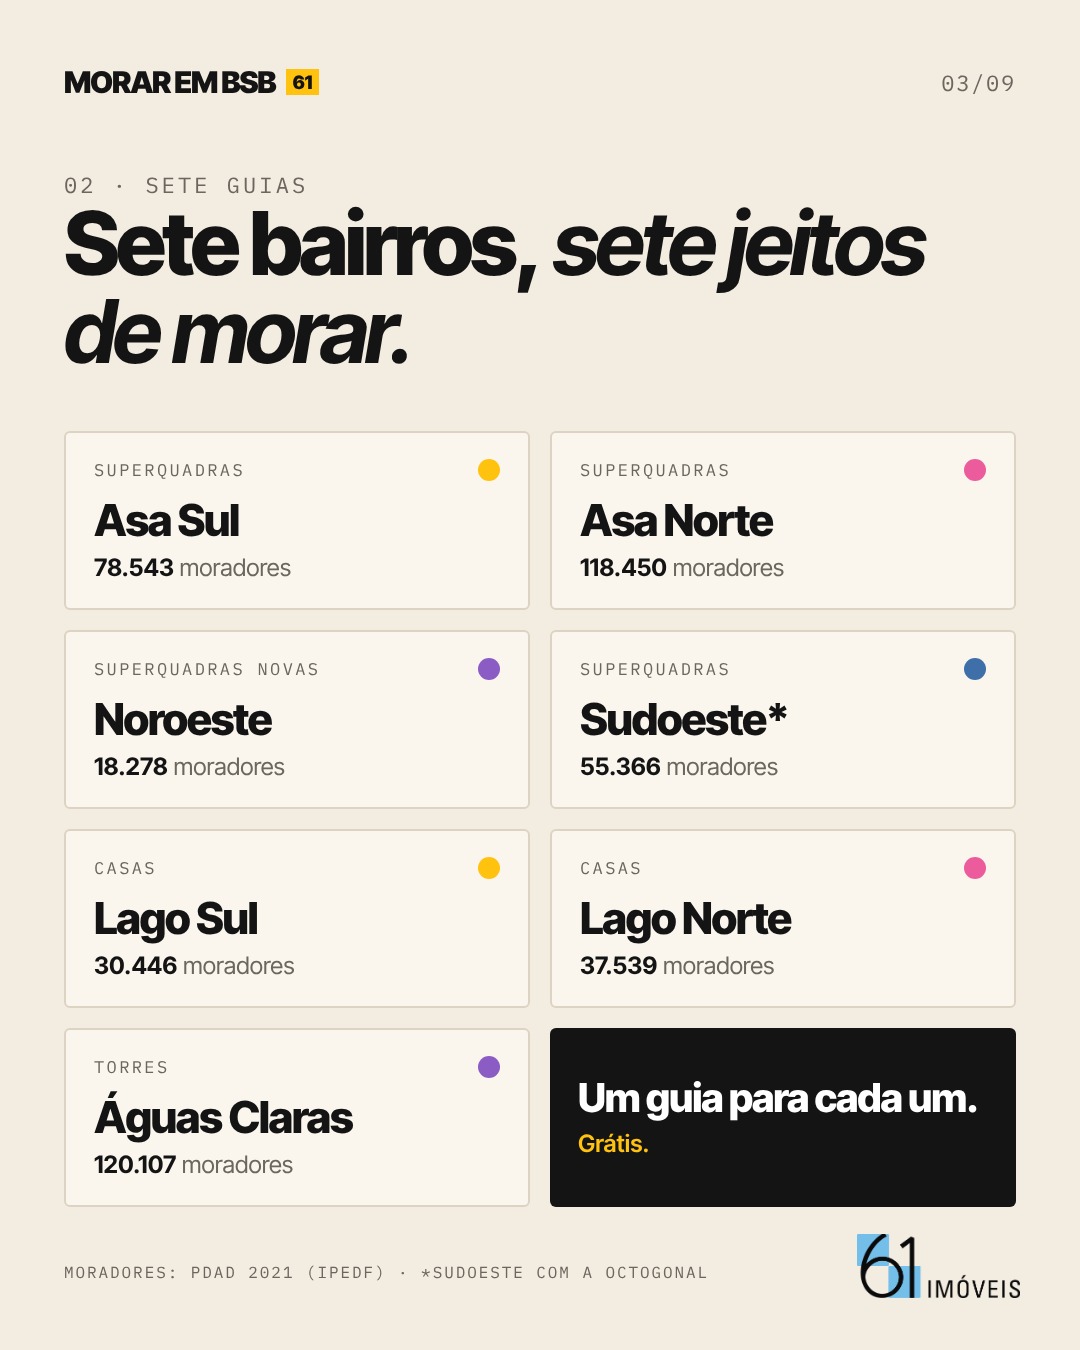 MORAR EM BSB 61
03/09
02 · SETE GUIAS
Sete bairros, sete jeitos
de morar.
SUPERQUADRAS
Asa Sul
78.543 moradores
SUPERQUADRAS
Asa Norte
118.450 moradores
SUPERQUADRAS NOVAS
Noroeste
18.278 moradores
SUPERQUADRAS
Sudoeste*
55.366 moradores
CASAS
Lago Sul
30.446 moradores
CASAS
Lago Norte
37.539 moradores
TORRES
Águas Claras
120.107 moradores
Um guia para cada um.
Grátis.
MORADORES: PDAD 2021 (IPEDF) · *SUDOESTE COM A OCTOGONAL
61 IMÓVEIS